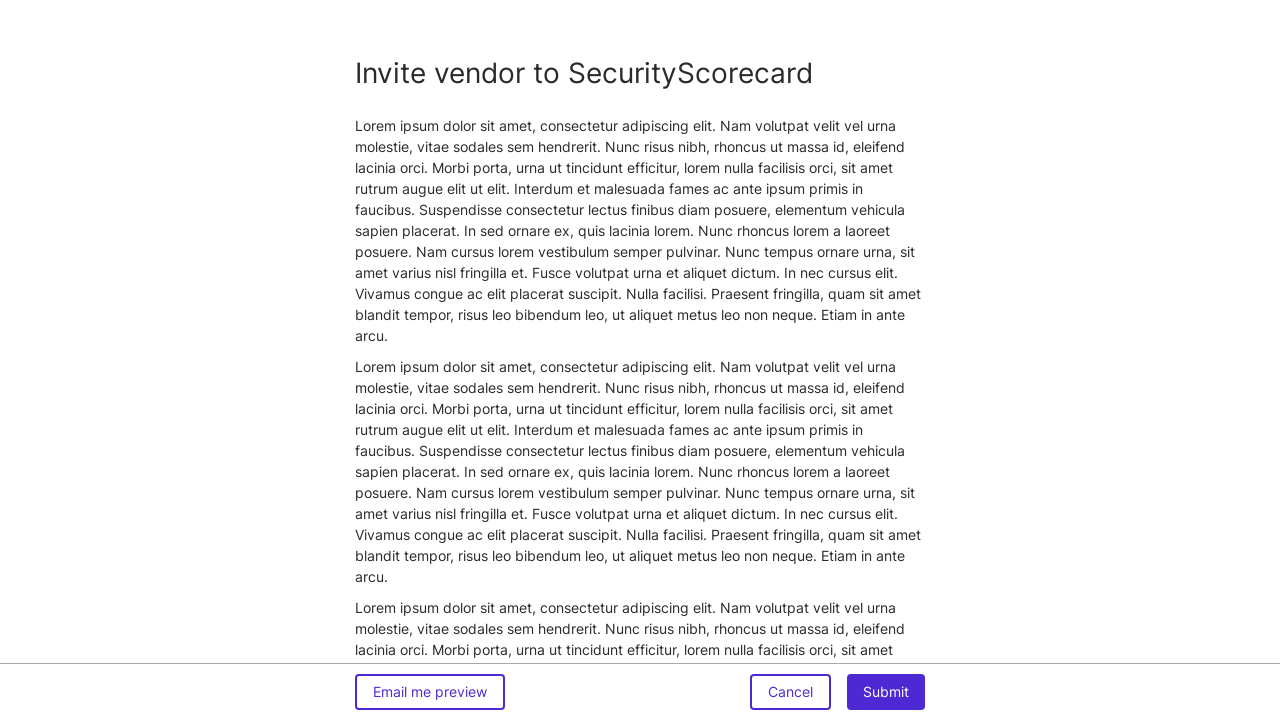 Invite vendor to SecurityScorecard
Lorem ipsum dolor sit amet, consectetur adipiscing elit. Nam volutpat velit vel urna
molestie, vitae sodales sem hendrerit. Nunc risus nibh, rhoncus ut massa id, eleifend
lacinia orci. Morbi porta, urna ut tincidunt efficitur, lorem nulla facilisis orci, sit amet
rutrum augue elit ut elit. Interdum et malesuada fames ac ante ipsum primis in
faucibus. Suspendisse consectetur lectus finibus diam posuere, elementum vehicula
sapien placerat. In sed ornare ex, quis lacinia lorem. Nunc rhoncus lorem a laoreet
posuere. Nam cursus lorem vestibulum semper pulvinar. Nunc tempus ornare urna, sit
amet varius nisl fringilla et. Fusce volutpat urna et aliquet dictum. In nec cursus elit.
Vivamus congue ac elit placerat suscipit. Nulla facilisi. Praesent fringilla, quam sit amet
blandit tempor, risus leo bibendum leo, ut aliquet metus leo non neque. Etiam in ante
arcu.
Lorem ipsum dolor sit amet, consectetur adipiscing elit. Nam volutpat velit vel urna
molestie, vitae sodales sem hendrerit. Nunc risus nibh, rhoncus ut massa id, eleifend
lacinia orci. Morbi porta, urna ut tincidunt efficitur, lorem nulla facilisis orci, sit amet
rutrum augue elit ut elit. Interdum et malesuada fames ac ante ipsum primis in
faucibus. Suspendisse consectetur lectus finibus diam posuere, elementum vehicula
sapien placerat. In sed ornare ex, quis lacinia lorem. Nunc rhoncus lorem a laoreet
posuere. Nam cursus lorem vestibulum semper pulvinar. Nunc tempus ornare urna, sit
amet varius nisl fringilla et. Fusce volutpat urna et aliquet dictum. In nec cursus elit.
Vivamus congue ac elit placerat suscipit. Nulla facilisi. Praesent fringilla, quam sit amet
blandit tempor, risus leo bibendum leo, ut aliquet metus leo non neque. Etiam in ante
arcu.
Lorem ipsum dolor sit amet, consectetur adipiscing elit. Nam volutpat velit vel urna
molestie, vitae sodales sem hendrerit. Nunc risus nibh, rhoncus ut massa id, eleifend
lacinia orci. Morbi porta, urna ut tincidunt efficitur, lorem nulla facilisis orci, sit amet
Email me preview
Cancel
Submit